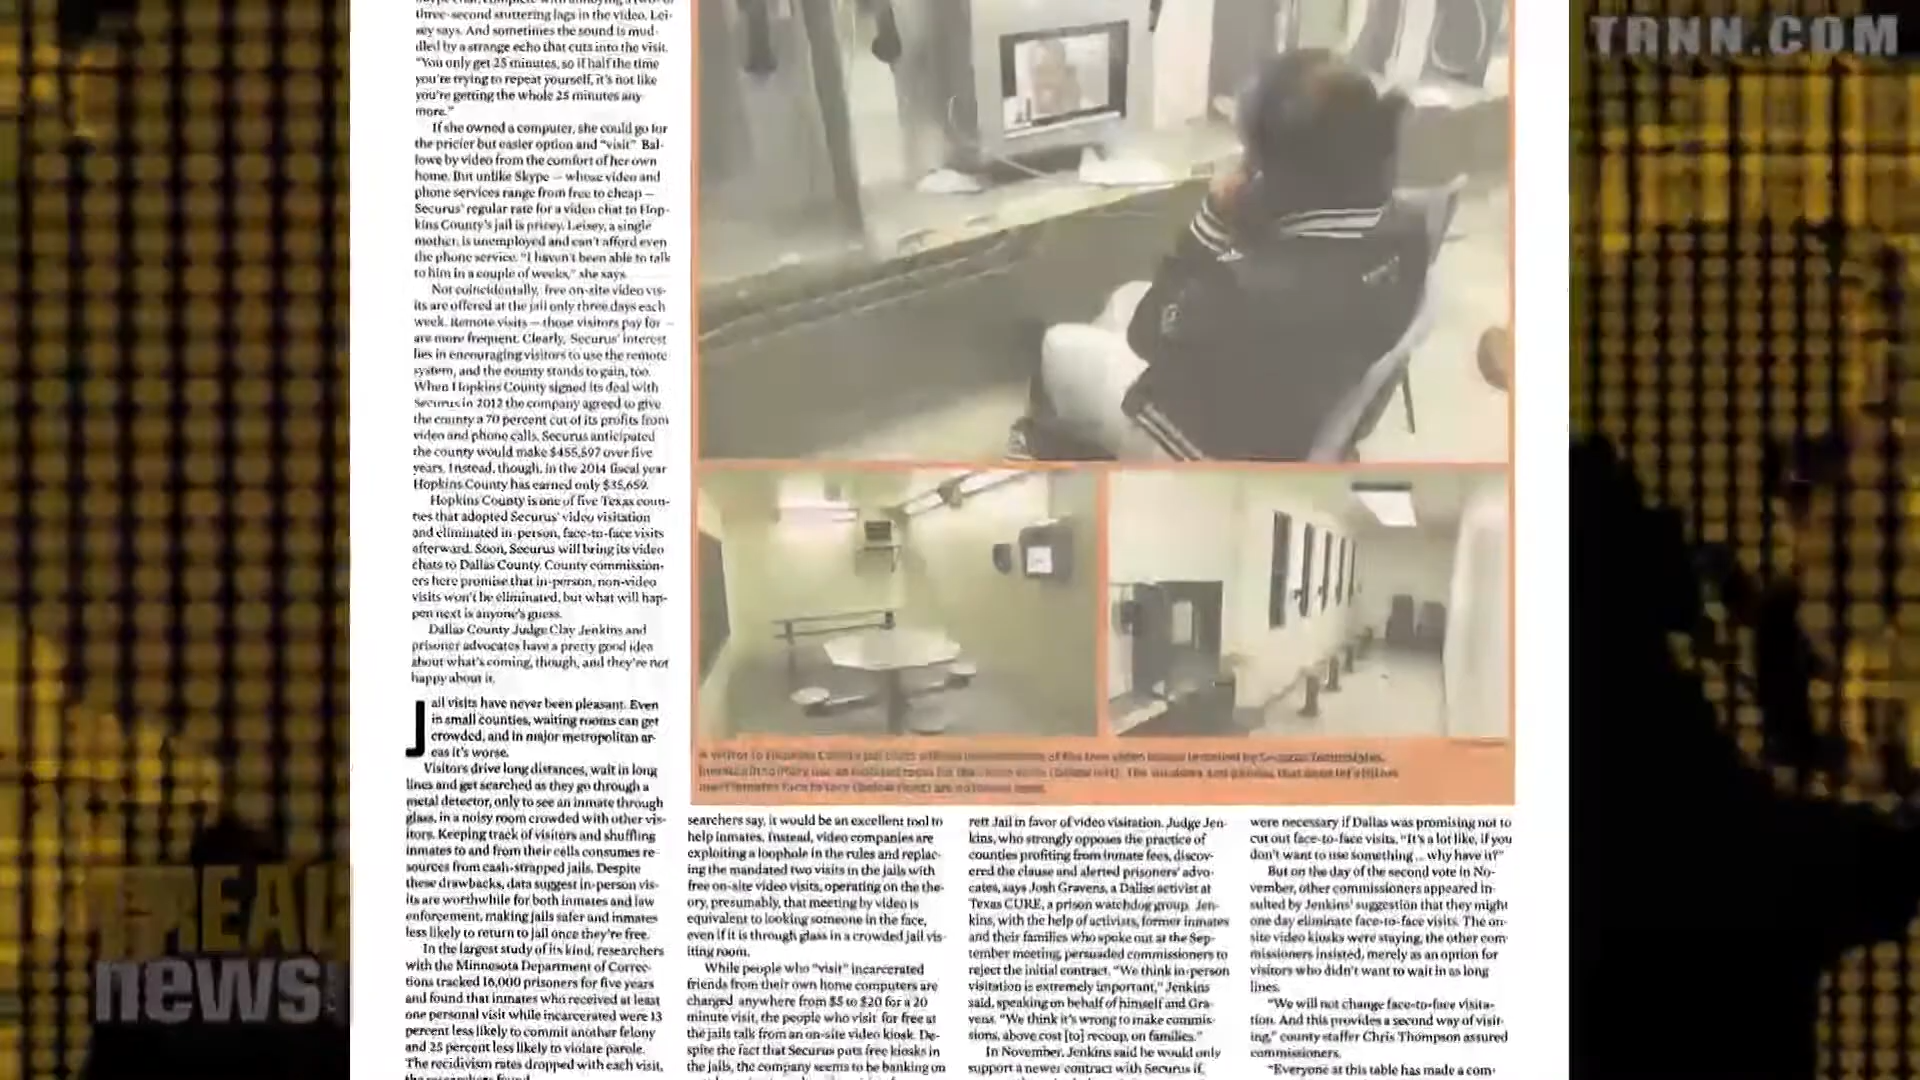 three-second stuttering lags in the video, Lei-
sey says. And sometimes the sound is mud-
dled by a strange echo that cuts into the visit.
"You only get 25 minutes, so if half the time
you're trying to repeat yourself, it's not like
you're getting the whole 25 minutes any-
more."
If she owned a computer, she could go for
the pricier but easier option and "visit" Bal-
lowe by video from the comfort of her own
home. But unlike Skype — whose video and
phone services range from free to cheap —
Securus' regular rate for a video chat to Hop-
kins County's jail is pricey. Leisey, a single
mother, is unemployed and can't afford even
the phone service. "I haven't been able to talk
to him in a couple of weeks," she says.
Not coincidentally, free on-site video vis-
its are offered at the jail only three days each
week. Remote visits — those visitors pay for —
are more frequent. Clearly, Securus' interest
lies in encouraging visitors to use the remote
system, and the county stands to gain, too.
When Hopkins County signed its deal with
Securus in 2012 the company agreed to give
the county a 70 percent cut of its profits from
video and phone calls. Securus anticipated
the county would make $455,597 over five
years. Instead, though, in the 2014 fiscal year
Hopkins County has earned only $35,659.
Hopkins County is one of five Texas coun-
ties that adopted Securus' video visitation
and eliminated in-person, face-to-face visits
afterward. Soon, Securus will bring its video
chats to Dallas County. County commission-
ers here promise that in-person, non-video
visits won't be eliminated, but what will hap-
pen next is anyone's guess.
Dallas County Judge Clay Jenkins and
prisoner advocates have a pretty good idea
about what's coming, though, and they're not
happy about it.
Jail visits have never been pleasant. Even
in small counties, waiting rooms can get
crowded, and in major metropolitan ar-
eas it's worse.
Visitors drive long distances, wait in long
lines and get searched as they go through a
metal detector, only to see an inmate through
glass, in a noisy room crowded with other vis-
itors. Keeping track of visitors and shuffling
inmates to and from their cells consumes re-
sources from cash-strapped jails. Despite
these drawbacks, data suggest in-person vis-
its are worthwhile for both inmates and law
enforcement, making jails safer and inmates
less likely to return to jail once they're free.
In the largest study of its kind, researchers
with the Minnesota Department of Correc-
tions tracked 16,000 prisoners for five years
and found that inmates who received at least
one personal visit while incarcerated were 13
percent less likely to commit another felony
and 25 percent less likely to violate parole.
The recidivism rates dropped with each visit,
the researchers found.
searchers say, it would be an excellent tool to
help inmates. Instead, video companies are
exploiting a loophole in the rules and replac-
ing the mandated two visits in the jails with
free on-site video visits, operating on the the-
ory, presumably, that meeting by video is
equivalent to looking someone in the face,
even if it is through glass in a crowded jail vis-
iting room.
While people who "visit" incarcerated
friends from their own home computers are
charged anywhere from $5 to $20 for a 20
minute visit, the people who visit for free at
the jails talk from an on-site video kiosk. De-
spite the fact that Securus puts free kiosks in
the jails, the company seems to be banking on
rett Jail in favor of video visitation. Judge Jen-
kins, who strongly opposes the practice of
counties profiting from inmate fees, discov-
ered the clause and alerted prisoners' advo-
cates, says Josh Gravens, a Dallas activist at
Texas CURE, a prison watchdog group. Jen-
kins, with the help of activists, former inmates
and their families who spoke out at the Sep-
tember meeting, persuaded commissioners to
reject the initial contract. "We think in-person
visitation is extremely important," Jenkins
said, speaking on behalf of himself and Gra-
vens. "We think it's wrong to make commis-
sions, above cost [to] recoup, on families."
In November, Jenkins said he would only
support a newer contract with Securus if,
were necessary if Dallas was promising not to
cut out face-to-face visits. "It's a lot like, if you
don't want to use something ... why have it?"
But on the day of the second vote in No-
vember, other commissioners appeared in-
sulted by Jenkins' suggestion that they might
one day eliminate face-to-face visits. The on-
site video kiosks were staying, the other com-
missioners insisted, merely as an option for
visitors who didn't want to wait in as long
lines.
"We will not change face-to-face visita-
tion. And this provides a second way of visit-
ing," county staffer Chris Thompson assured
commissioners.
"Everyone at this table has made a com-
TRNN.COM
REAL
news